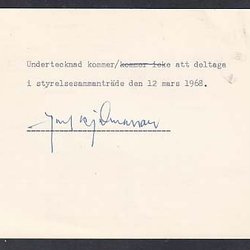 Undertecknad kommer/kommer icke att deltaga
i styrelsesammanträde den 12 mars 1968.